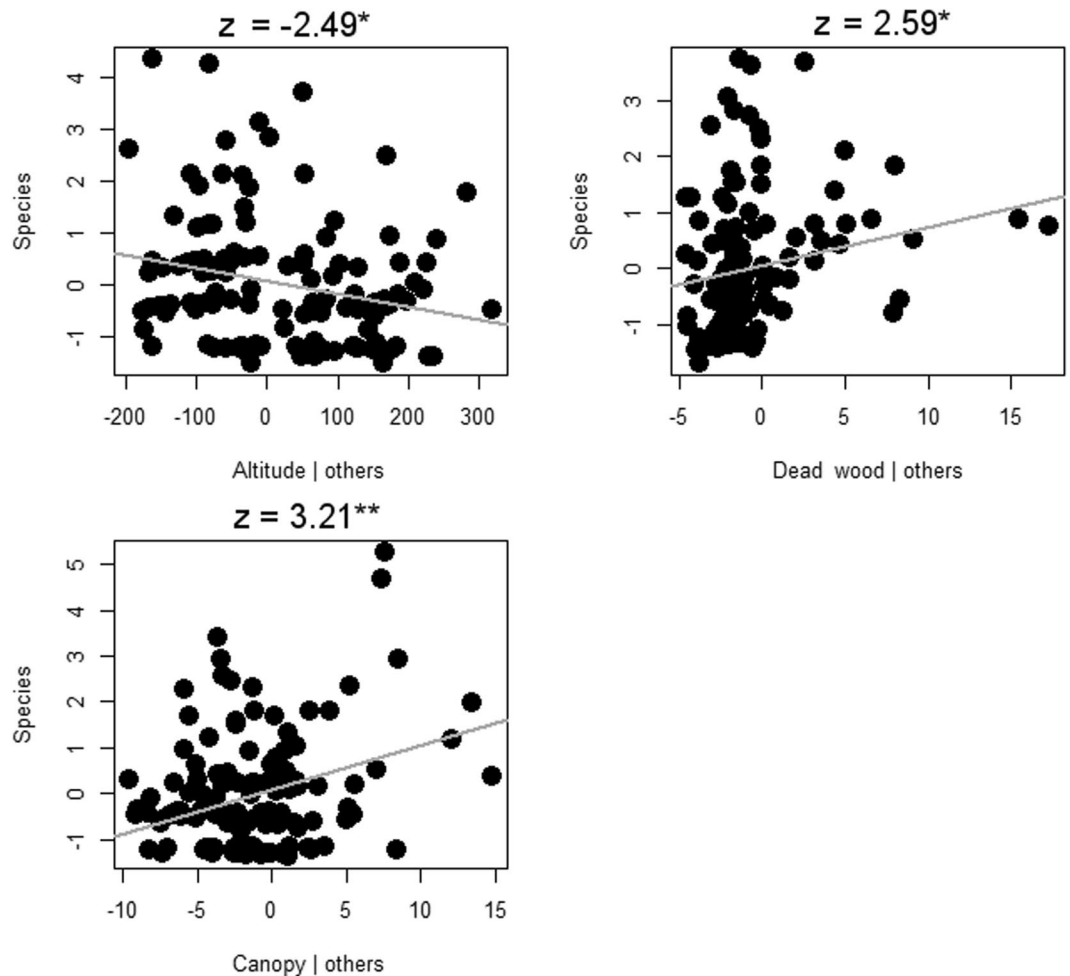 z = -2.49*
Species
4
3
2
1
0
-1
-200 -100 0 100 200 300
Altitude | others
z = 2.59*
Species
3
2
1
0
-1
-5 0 5 10 15
Dead wood | others
z = 3.21**
Species
5
4
3
2
1
0
-1
-10 -5 0 5 10 15
Canopy | others